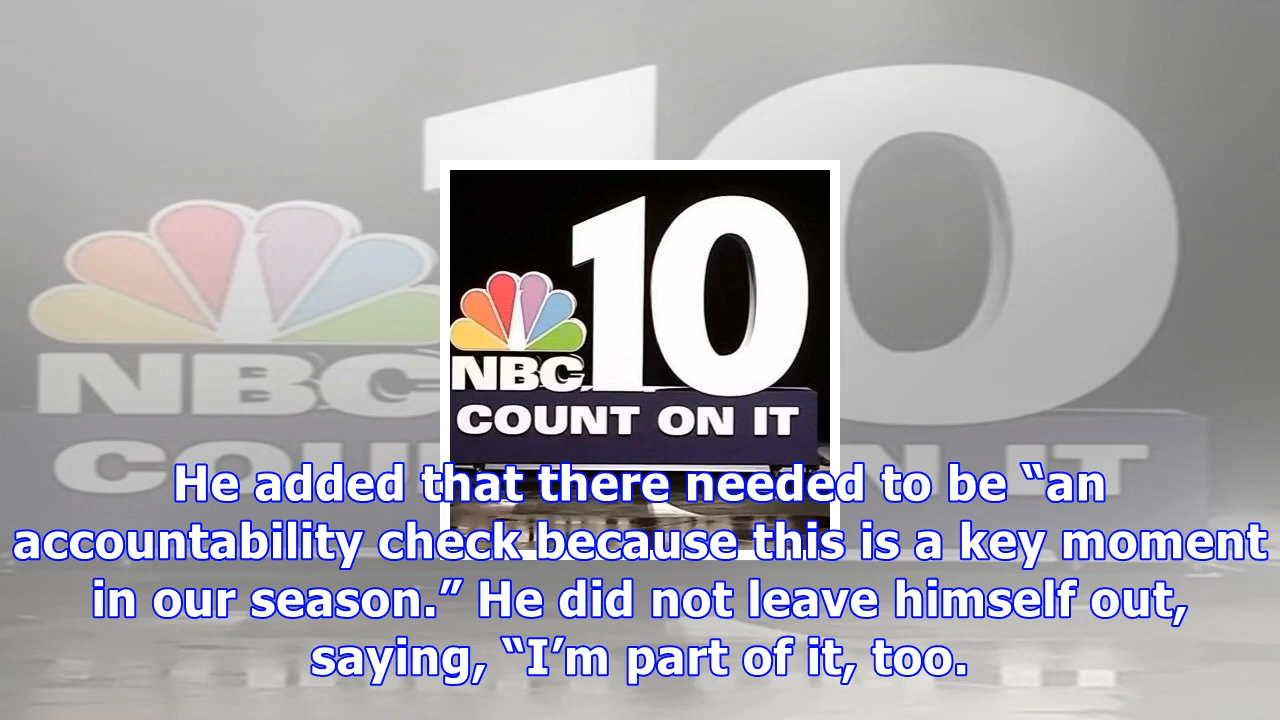 10
NBC
COUNT ON IT
He added that there needed to be “an
accountability check because this is a key moment
in our season.” He did not leave himself out,
saying, “I’m part of it, too.